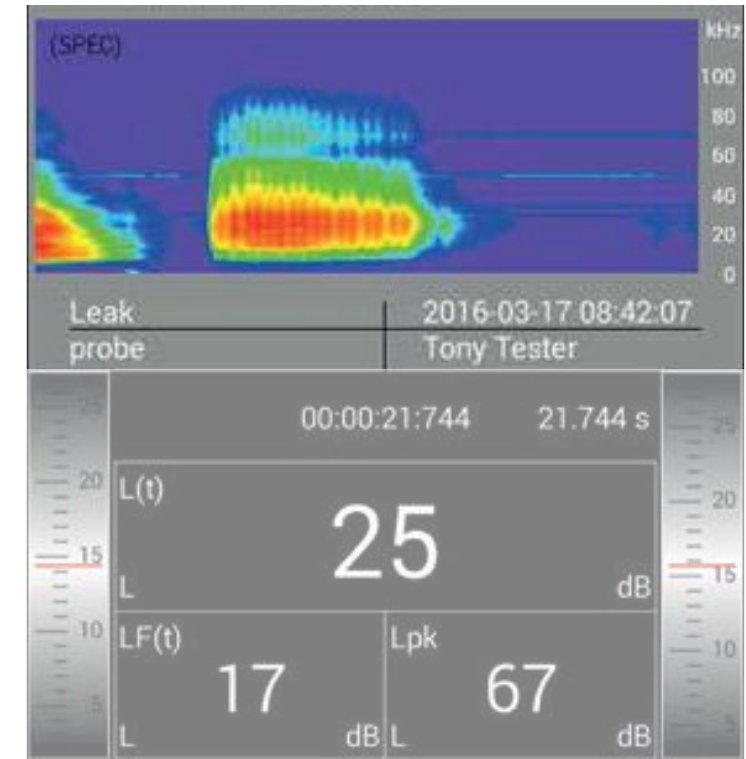 (SPEC)
kHz
100
80
60
40
20
0
Leak 2016-03-17 08:42:07
probe Tony Tester
00:00:21:744 21.744 s
25 25
20 20
15 15
10 10
5 5
L(t)
25
L dB
LF(t) Lpk
17 67
L dB L dB